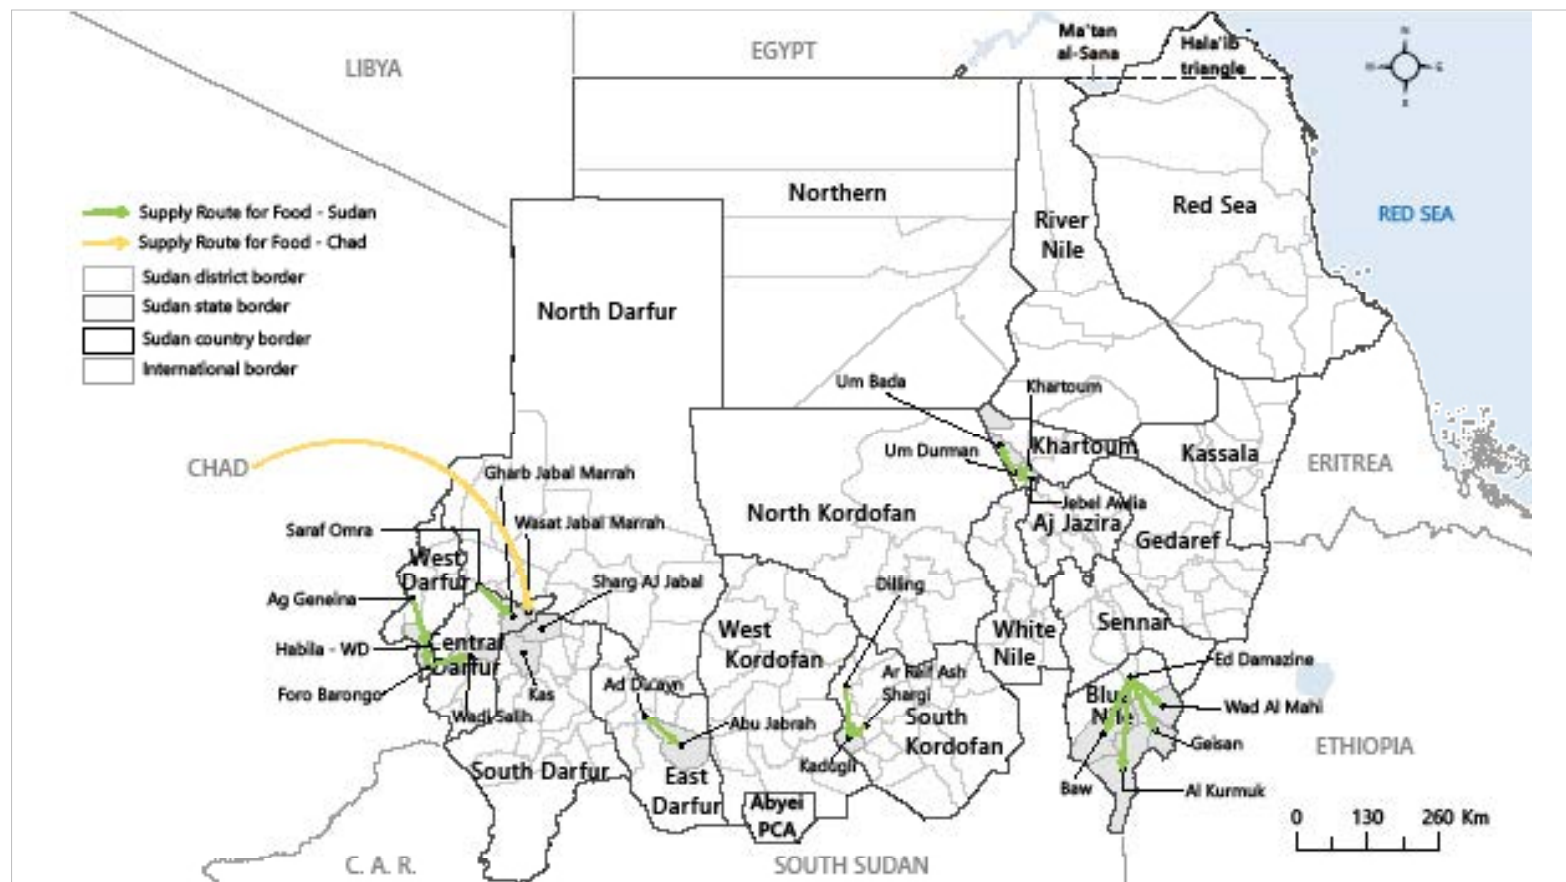 LIBYA
EGYPT
Ma'tan
al-Sana
Hala'ib
triangle
N
S
RED SEA
Supply Route for Food - Sudan
Supply Route for Food - Chad
Sudan district border
Sudan state border
Sudan country border
International border
Northern
River
Nile
Red Sea
North Darfur
Um Bada
Khartoum
Um Durman
Khartoum
Kassala
ERITREA
CHAD
Gharb Jabal Marrah
Jebel Awlia
Saraf Omra
Wasat Jabal Marrah
North Kordofan
Aj Jazira
Gedaref
West
Darfur
Sharg AJ Jabal
Dilling
Ag Geneina
Habila - WD
Central
Darfur
West
Kordofan
White
Nile
Sennar
Ed Damazine
Foro Barongo
Kas
Wadi Salih
Ar Reif Ash
Shargi
Abu Jabrah
South
Kordofan
Blue
Nile
Wad Al Mahi
Geisan
ETHIOPIA
South Darfur
East
Darfur
Kadugli
Baw
Al Kurmuk
Abyei
PCA
0 130 260 Km
C. A. R.
SOUTH SUDAN